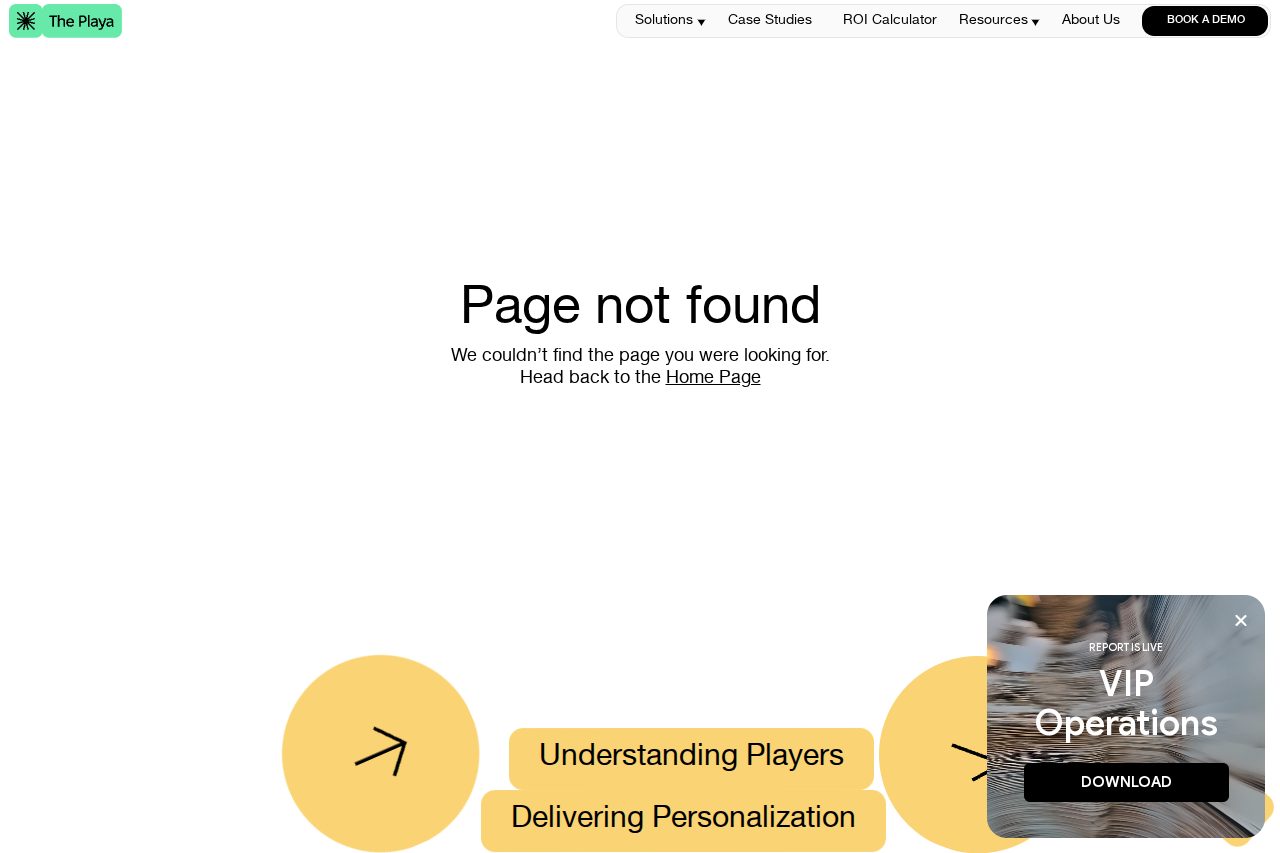 The Playa
Solutions
Case Studies
ROI Calculator
Resources
About Us
BOOK A DEMO
Page not found
We couldn’t find the page you were looking for.
Head back to the Home Page
REPORT IS LIVE
VIP
Operations
DOWNLOAD
Understanding Players
Delivering Personalization